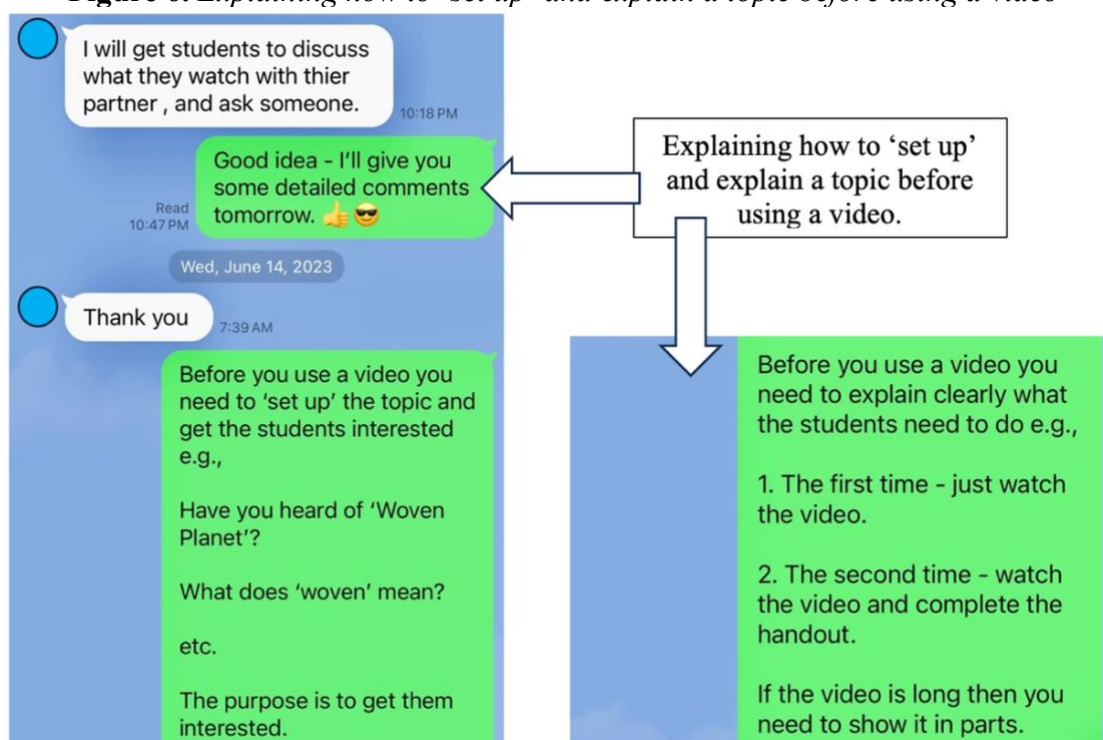 Figure Explaining how to ‘set up’ and explain a topic before using a video
I will get students to discuss
what they watch with thier
partner , and ask someone.
10:18 PM
Good idea - I’ll give you
some detailed comments
tomorrow. 👍😎
Read
10:47 PM
Wed, June 14, 2023
Thank you
7:39 AM
Before you use a video you
need to ‘set up’ the topic and
get the students interested
e.g.,
Have you heard of ‘Woven
Planet’?
What does ‘woven’ mean?
etc.
The purpose is to get them
interested.
Explaining how to ‘set up’
and explain a topic before
using a video.
Before you use a video you
need to explain clearly what
the students need to do e.g.,
1. The first time - just watch
the video.
2. The second time - watch
the video and complete the
handout.
If the video is long then you
need to show it in parts.